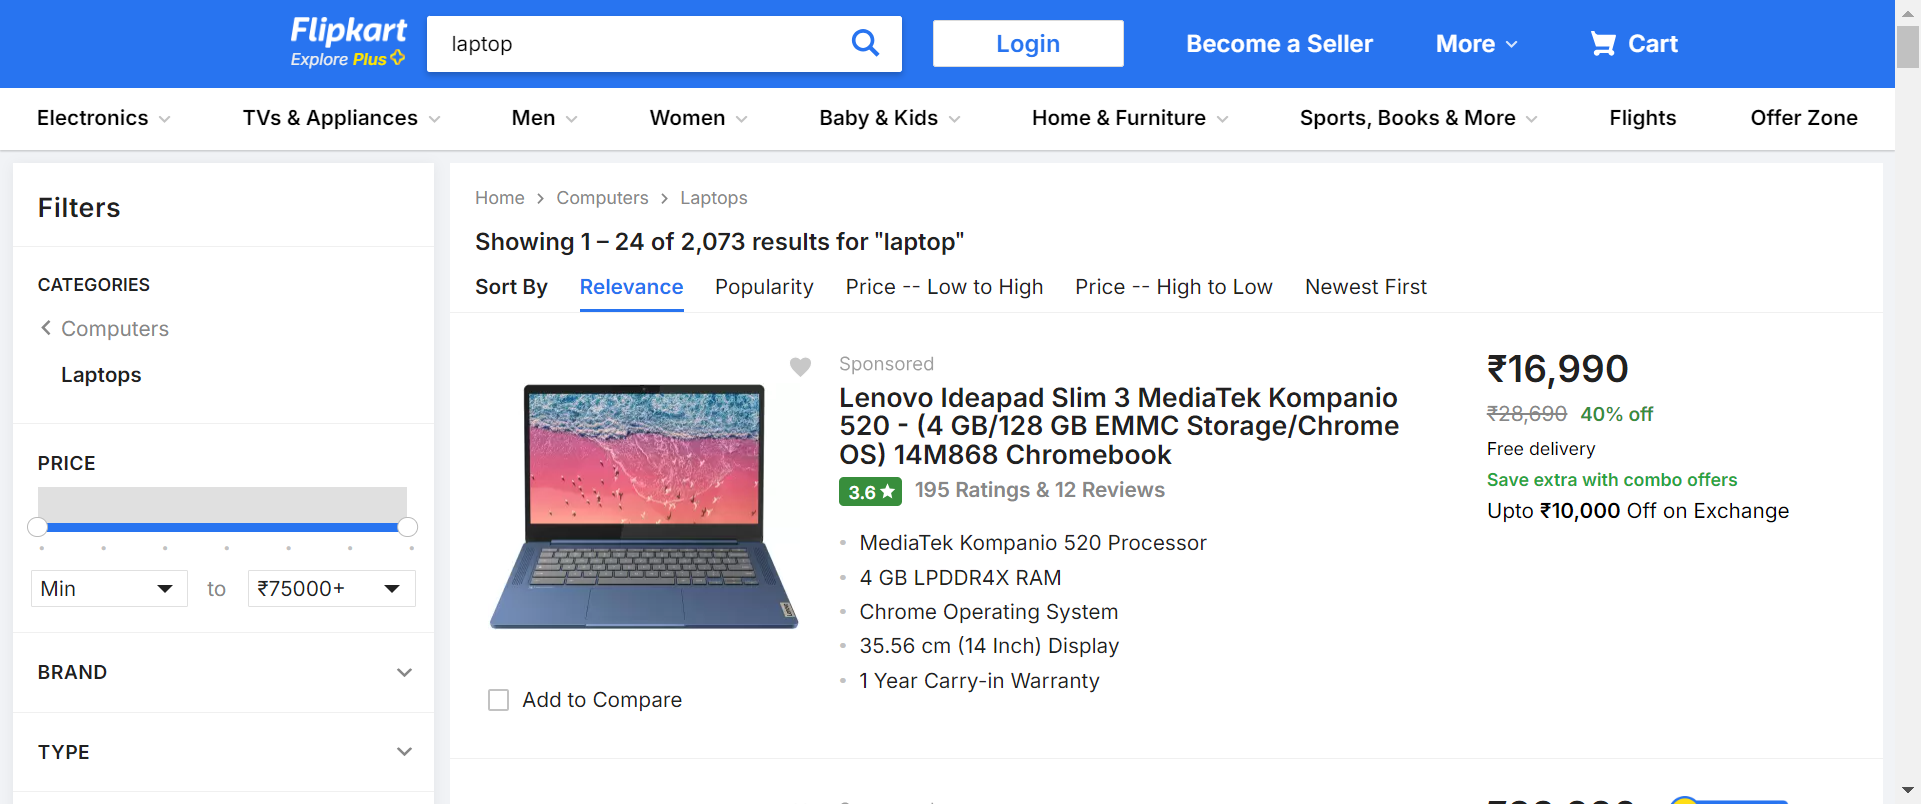 Flipkart
Explore Plus
laptop
Login
Become a Seller
More
Cart
Electronics
TVs & Appliances
Men
Women
Baby & Kids
Home & Furniture
Sports, Books & More
Flights
Offer Zone
Filters
CATEGORIES
Computers
Laptops
PRICE
Min to ₹75000+
BRAND
TYPE
Home > Computers > Laptops
Showing 1 – 24 of 2,073 results for "laptop"
Sort By Relevance Popularity Price -- Low to High Price -- High to Low Newest First
Sponsored
Lenovo Ideapad Slim 3 MediaTek Kompanio
520 - (4 GB/128 GB EMMC Storage/Chrome
OS) 14M868 Chromebook
3.6★ 195 Ratings & 12 Reviews
• MediaTek Kompanio 520 Processor
• 4 GB LPDDR4X RAM
• Chrome Operating System
• 35.56 cm (14 Inch) Display
• 1 Year Carry-in Warranty
Add to Compare
₹16,990
₹28,690 40% off
Free delivery
Save extra with combo offers
Upto ₹10,000 Off on Exchange